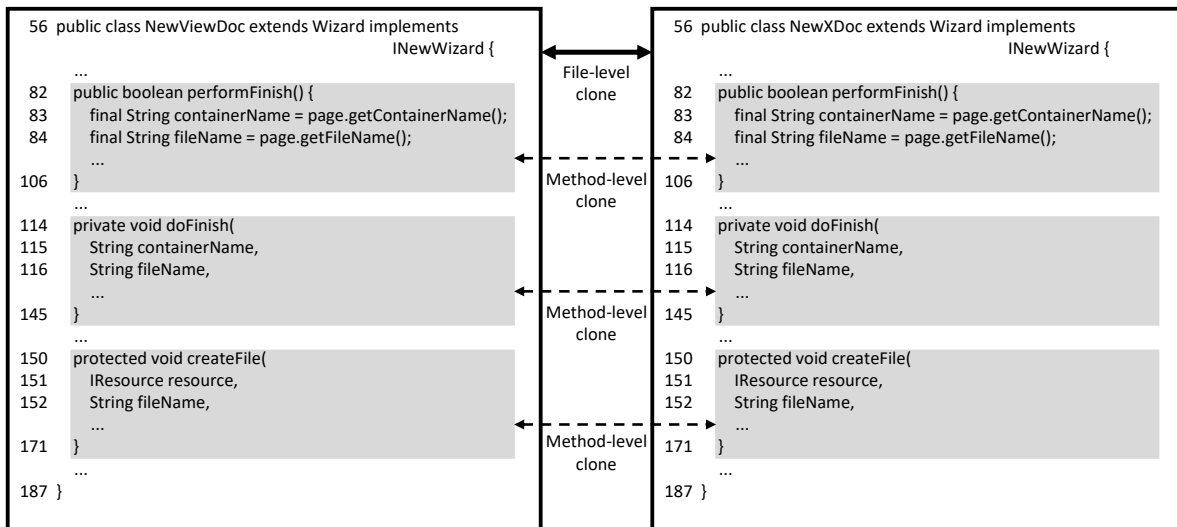 56 public class NewViewDoc extends Wizard implements
INewWizard {
...
82 public boolean performFinish() {
83 final String containerName = page.getContainerName();
84 final String fileName = page.getFileName();
...
106 }
...
114 private void doFinish(
115 String containerName,
116 String fileName,
...
145 }
...
150 protected void createFile(
151 IResource resource,
152 String fileName,
...
171 }
...
187 }
File-level
clone
Method-level
clone
Method-level
clone
Method-level
clone
56 public class NewXDoc extends Wizard implements
INewWizard {
...
82 public boolean performFinish() {
83 final String containerName = page.getContainerName();
84 final String fileName = page.getFileName();
...
106 }
...
114 private void doFinish(
115 String containerName,
116 String fileName,
...
145 }
...
150 protected void createFile(
151 IResource resource,
152 String fileName,
...
171 }
...
187 }